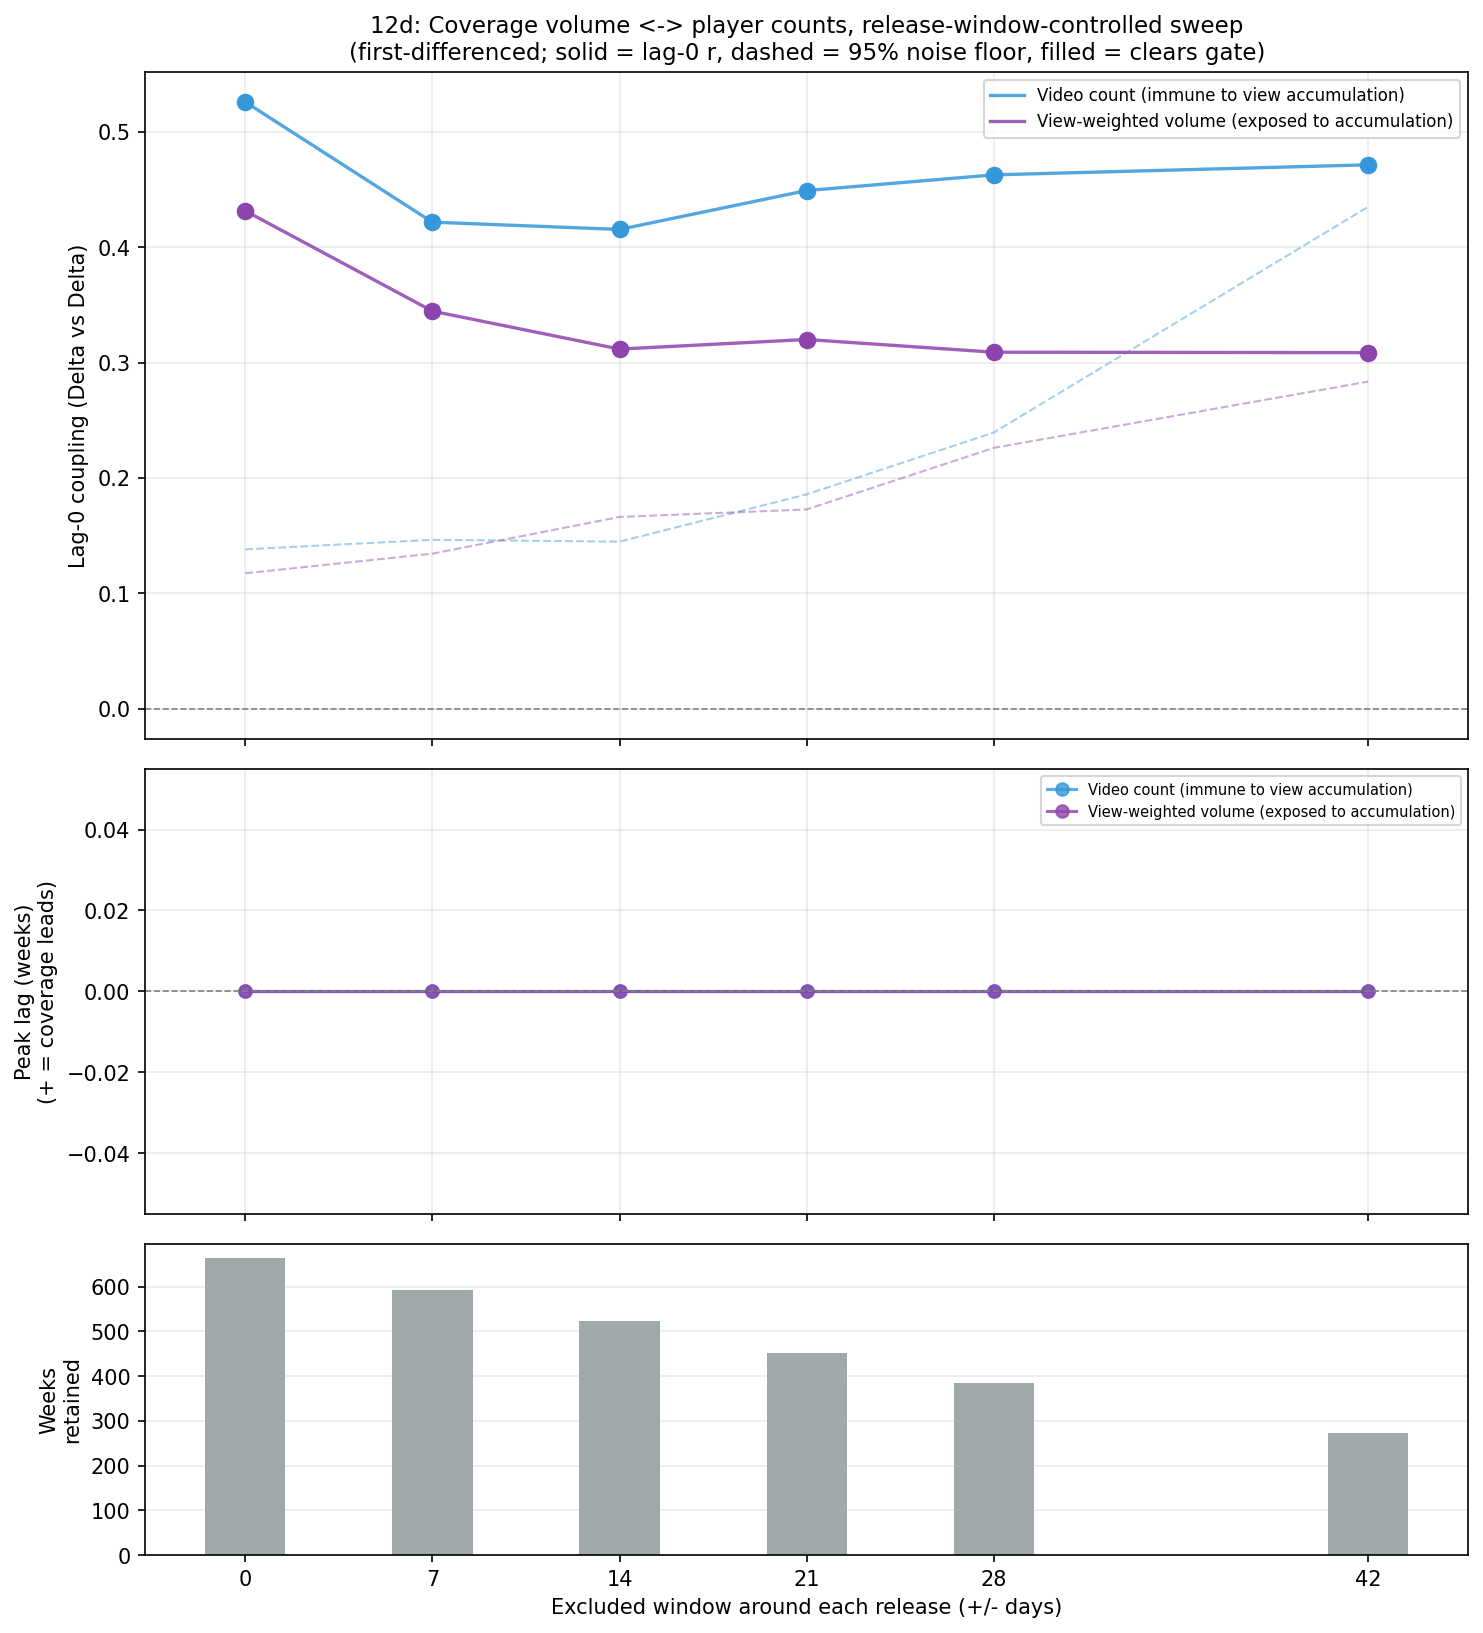 12d: Coverage volume <-> player counts, release-window-controlled sweep
(first-differenced; solid = lag-0 r, dashed = 95% noise floor, filled = clears gate)
Video count (immune to view accumulation)
View-weighted volume (exposed to accumulation)
Lag-0 coupling (Delta vs Delta)
0.5
0.4
0.3
0.2
0.1
0.0
Video count (immune to view accumulation)
View-weighted volume (exposed to accumulation)
Peak lag (weeks)
(+ = coverage leads)
0.04
0.02
0.00
−0.02
−0.04
Weeks
retained
600
500
400
300
200
100
0
0 7 14 21 28 42
Excluded window around each release (+/- days)